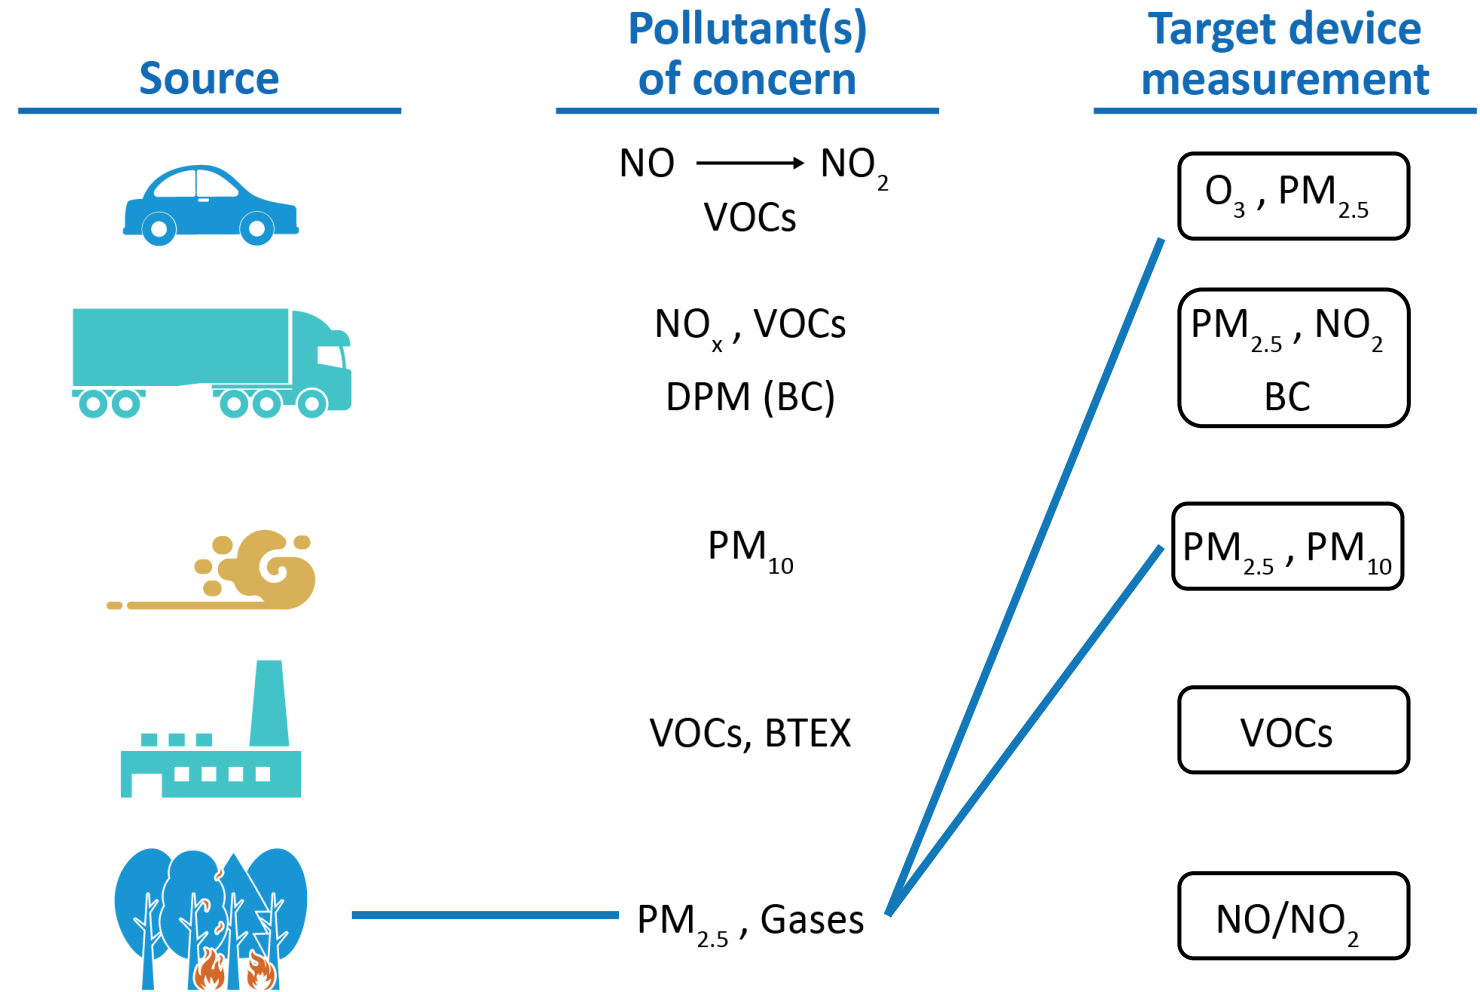 Source
Pollutant(s)
of concern
Target device
measurement
NO → NO₂
VOCs
O₃ , PM₂.₅
NOₓ , VOCs
DPM (BC)
PM₂.₅ , NO₂
BC
PM₁₀
PM₂.₅ , PM₁₀
VOCs, BTEX
VOCs
PM₂.₅ , Gases
NO/NO₂